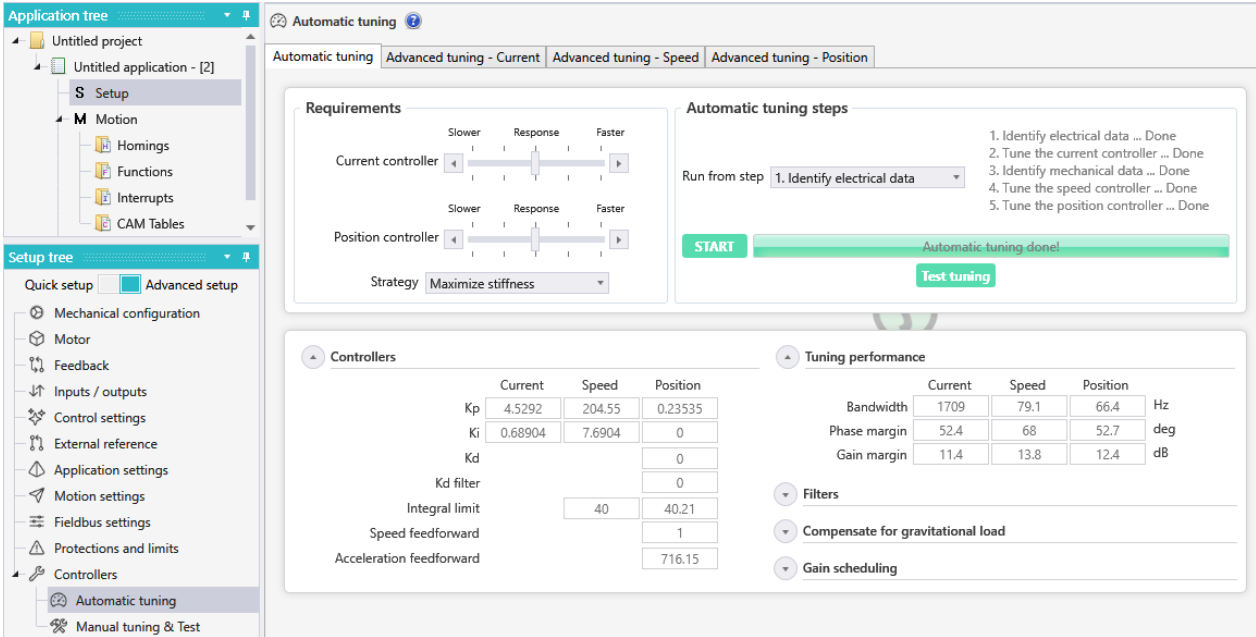 Application tree
Untitled project
Untitled application - [2]
S Setup
M Motion
H Homings
F Functions
I Interrupts
C CAM Tables
Setup tree
Quick setup Advanced setup
Mechanical configuration
Motor
Feedback
Inputs / outputs
Control settings
External reference
Application settings
Motion settings
Fieldbus settings
Protections and limits
Controllers
Automatic tuning
Manual tuning & Test
Automatic tuning ?
Automatic tuning Advanced tuning - Current Advanced tuning - Speed Advanced tuning - Position
Requirements
Slower Response Faster
Current controller
Slower Response Faster
Position controller
Strategy Maximize stiffness
Automatic tuning steps
Run from step 1. Identify electrical data
1. Identify electrical data ... Done
2. Tune the current controller ... Done
3. Identify mechanical data ... Done
4. Tune the speed controller ... Done
5. Tune the position controller ... Done
START Automatic tuning done!
Test tuning
Controllers
Current Speed Position
Kp 4.5292 204.55 0.23535
Ki 0.68904 7.6904 0
Kd 0
Kd filter 0
Integral limit 40 40.21
Speed feedforward 1
Acceleration feedforward 716.15
Tuning performance
Current Speed Position
Bandwidth 1709 79.1 66.4 Hz
Phase margin 52.4 68 52.7 deg
Gain margin 11.4 13.8 12.4 dB
Filters
Compensate for gravitational load
Gain scheduling